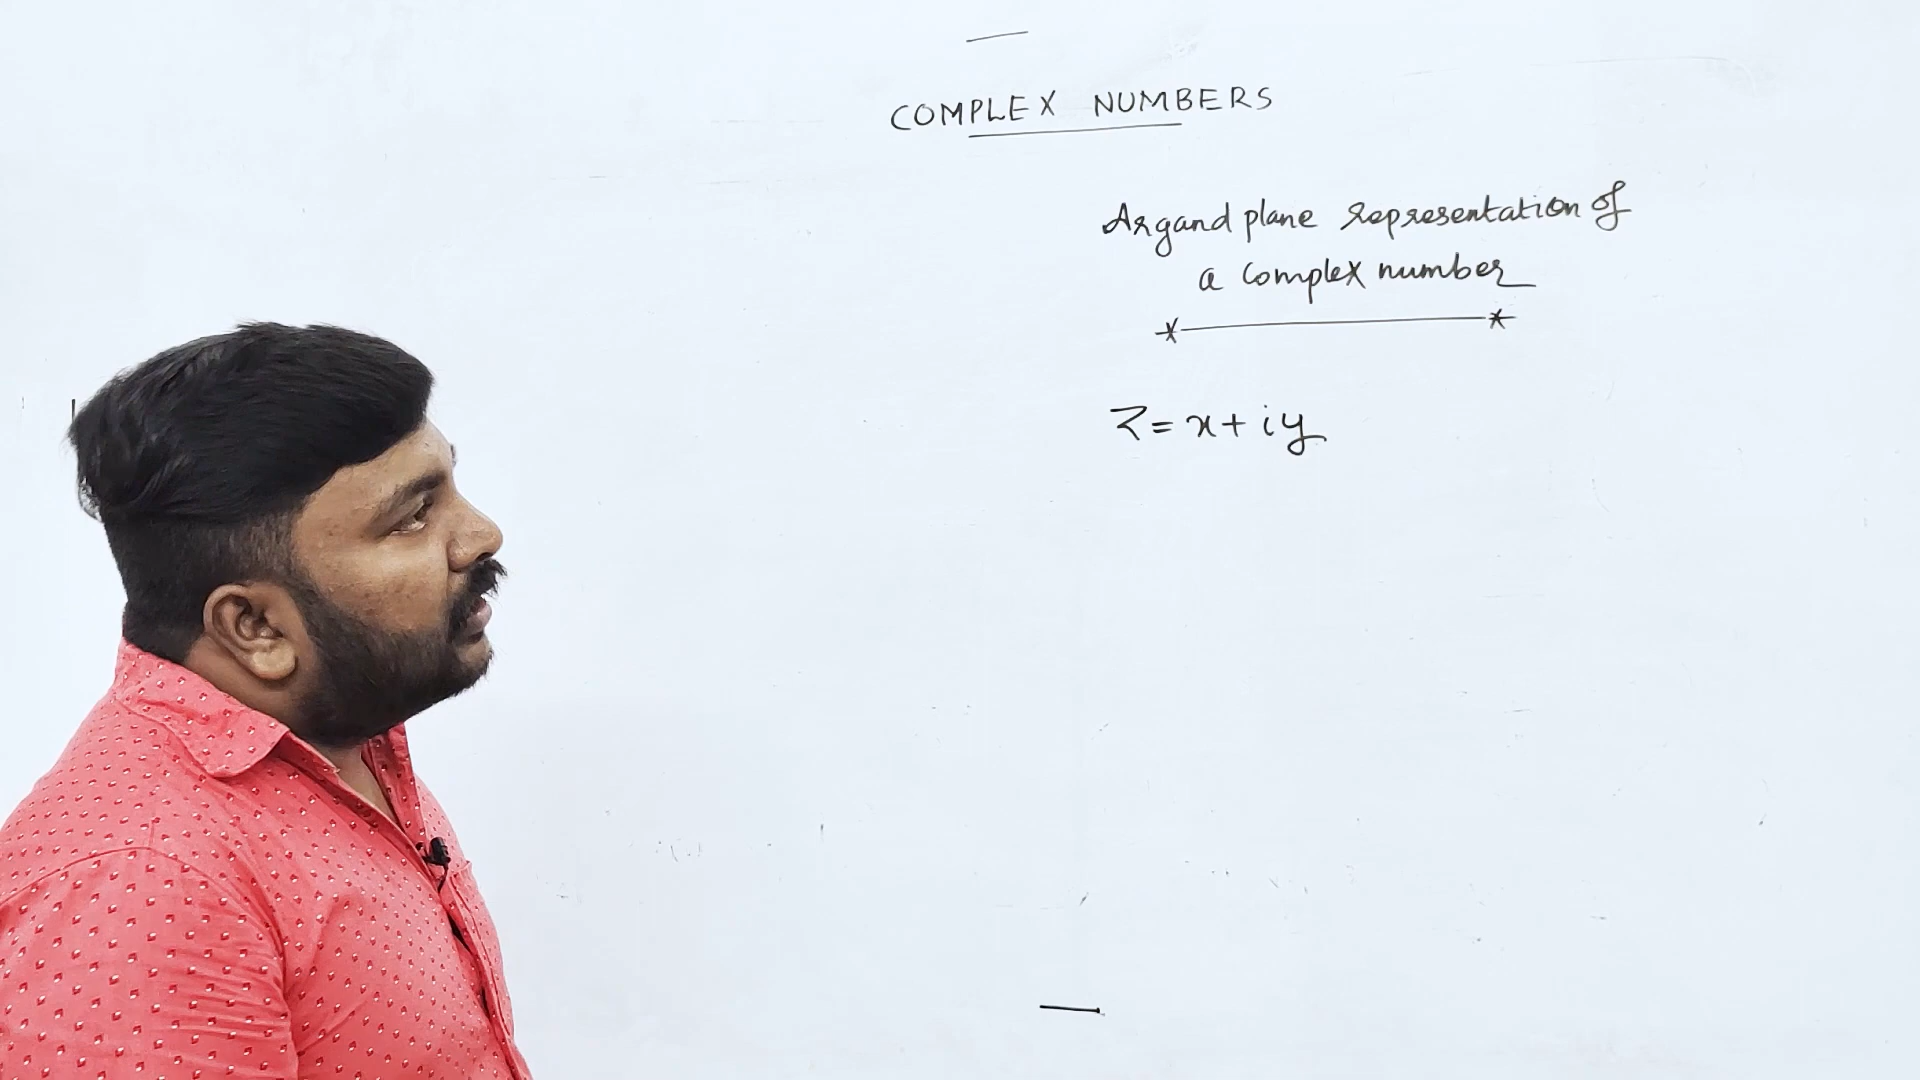 COMPLEX NUMBERS
Argand plane representation of
a complex number
z = x + iy